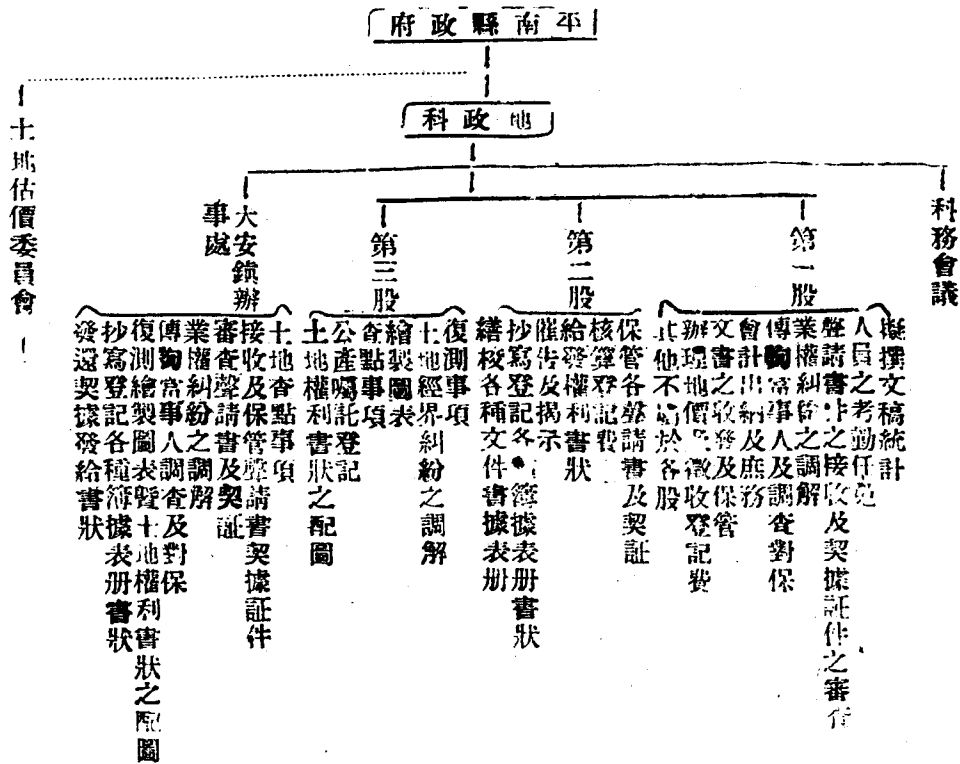 南平縣政府
地政科
科務會議
第一股
擬撰文稿統計
人員之考勤任免
聲請書件之接收及契據証件之審查
業權糾紛之調解
傳詢當事人及調查對保
會計出納及庶務
文書之收發及保管
辦理地價 徵收登記費
其他不屬於各股
第二股
保管各聲請書及契証
核算登記費
給發權利書狀
催告及揭示
抄寫登記各 簿據表册書狀
繕校各種文件書據表册
第三股
復測事項
土地經界糾紛之調解
繪製圖表
查點事項
公產囑託登記
土地權利書狀之配圖
大安鎮辦
事處
土地查點事項
接收及保管聲請書契據証件
審查聲請書及契証
業權糾紛之調解
傳詢當事人調查及對保
復測繪製圖表暨土地權利書狀之配圖
抄寫登記各種簿據表册書狀
發還契據發給書狀
土地估價委員會